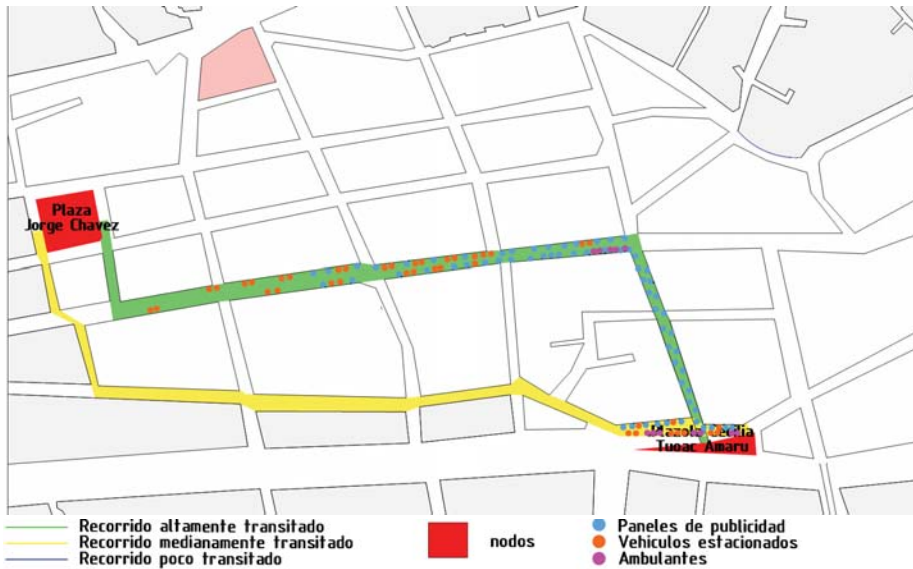 Plaza
Jorge Chavez
Tuoac Amaru
Recorrido altamente transitado
Recorrido medianamente transitado
Recorrido poco transitado
nodos
Paneles de publicidad
Vehiculos estacionados
Ambulantes